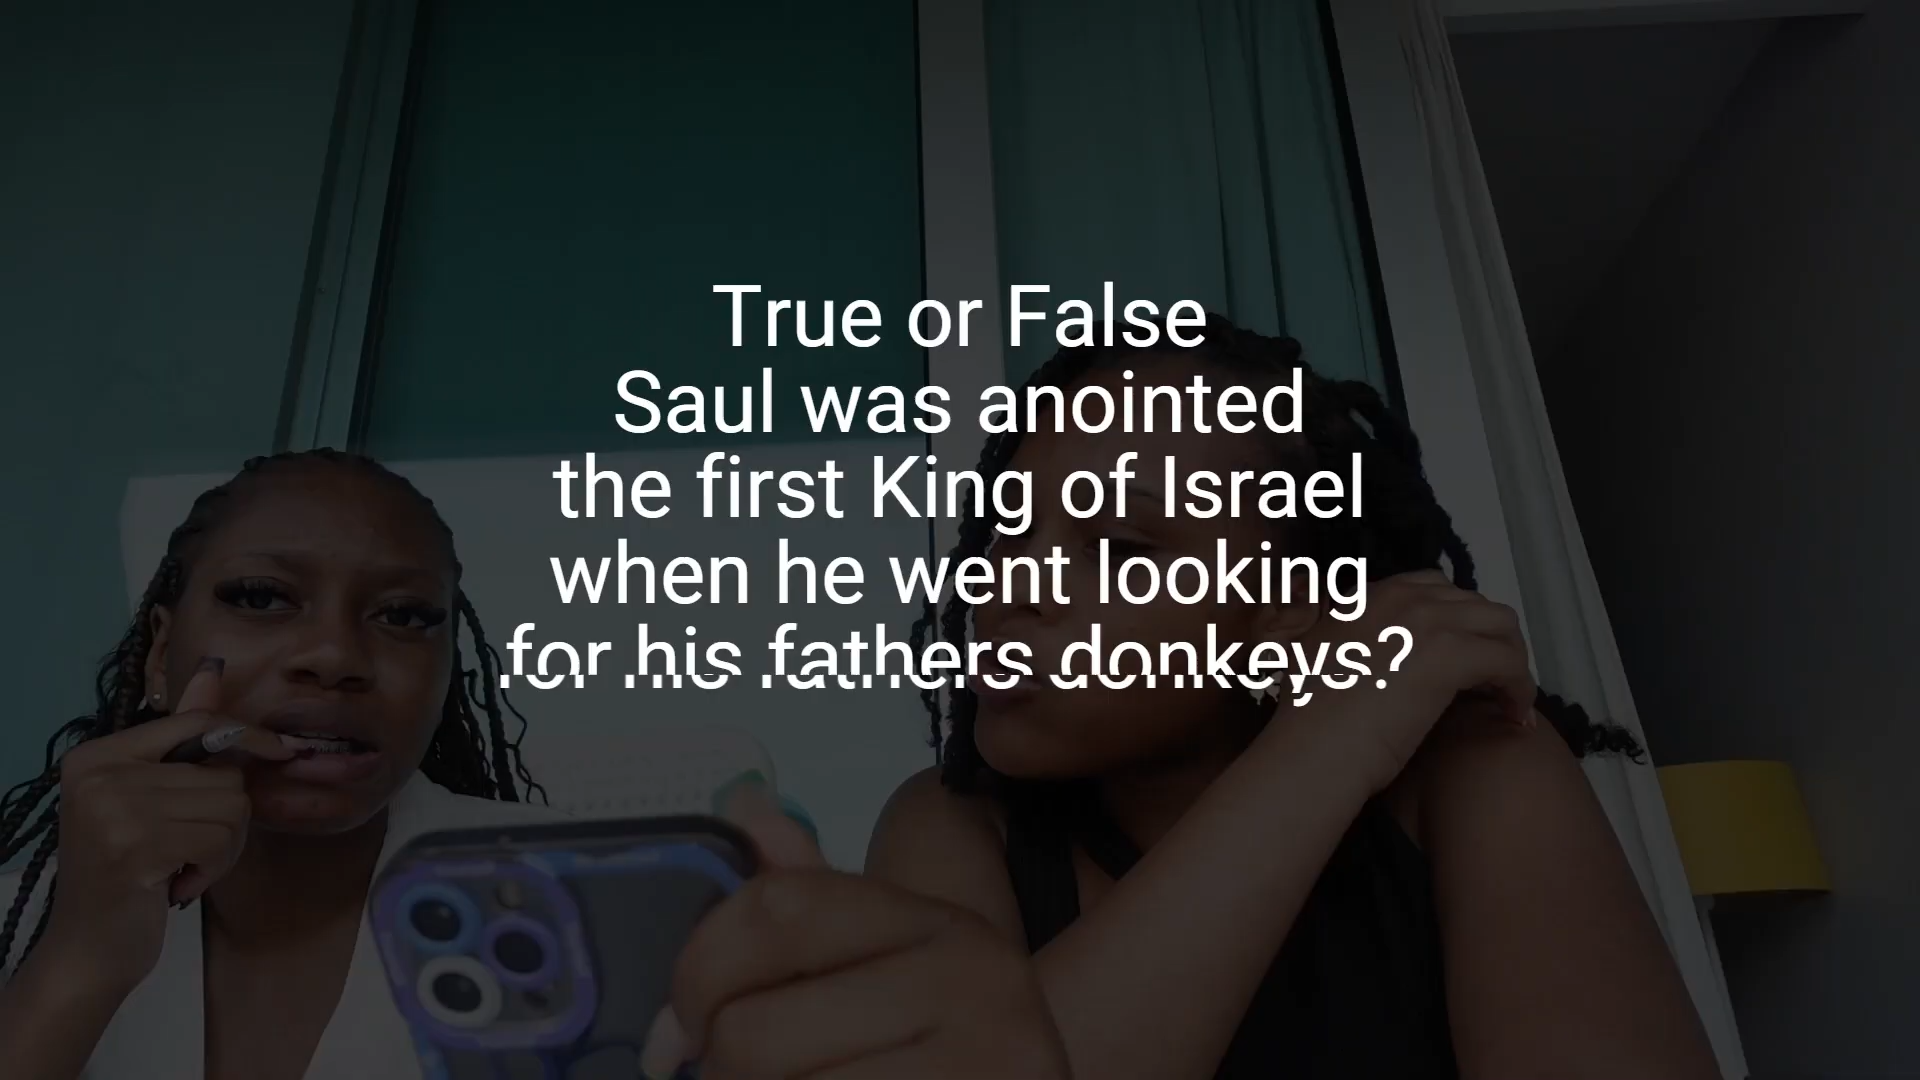 True or False
Saul was anointed
the first King of Israel
when he went looking
for his fathers donkeys?